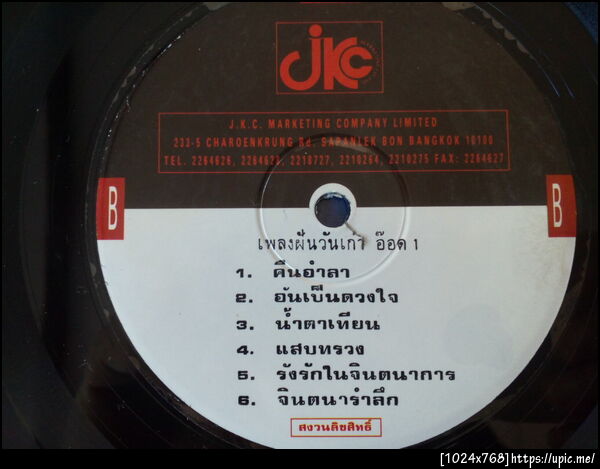 JKC
J.K.C. MARKETING COMPANY LIMITED
233-5 CHAROENKRUNG Rd. SAPANLEK BON BANGKOK 10100
TEL. 2264626, 2264628, 2218727, 2210264, 2210275 FAX: 2264627
B B
เพลงฝันวันเก่า อ๊อด 1
1. คืนอำลา
2. อันเป็นดวงใจ
3. น้ำตาเทียน
4. แสบทรวง
5. รังรักในจินตนาการ
6. จินตนารำลึก
สงวนลิขสิทธิ์
[1024x768]https://upic.me/